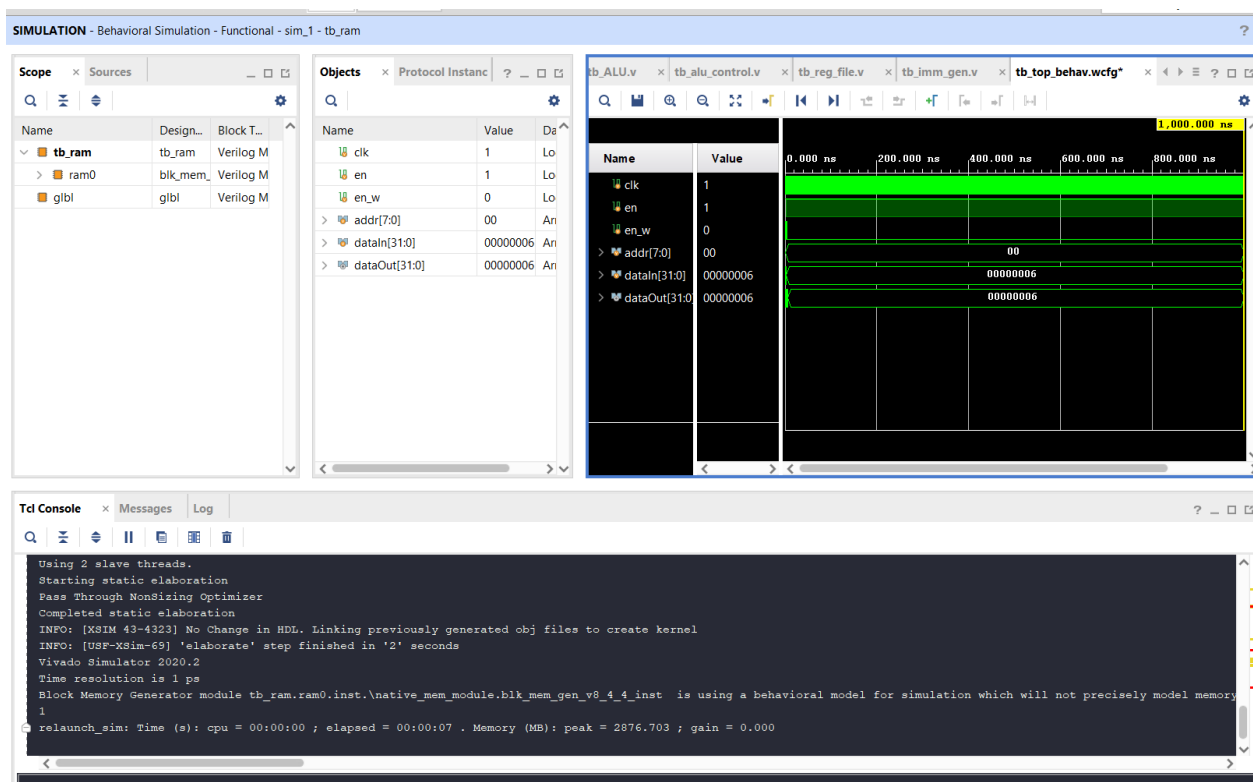 SIMULATION - Behavioral Simulation - Functional - sim_1 - tb_ram ?
Scope × Sources
Name Design... Block T...
tb_ram tb_ram Verilog M
ram0 blk_mem_ Verilog M
glbl glbl Verilog M
Objects × Protocol Instanc ?
Name Value Da
clk 1 Lo
en 1 Lo
en_w 0 Lo
addr[7:0] 00 Arr
dataIn[31:0] 00000006 Arr
dataOut[31:0] 00000006 Arr
tb_ALU.v × tb_alu_control.v × tb_reg_file.v × tb_imm_gen.v × tb_top_behav.wcfg* × ?
1,000.000 ns
Name Value 0.000 ns 200.000 ns 400.000 ns 600.000 ns 800.000 ns
clk 1
en 1
en_w 0
addr[7:0] 00 00
dataIn[31:0] 00000006 00000006
dataOut[31:0] 00000006 00000006
Tcl Console × Messages Log ?
Using 2 slave threads.
Starting static elaboration
Pass Through NonSizing Optimizer
Completed static elaboration
INFO: [XSIM 43-4323] No Change in HDL. Linking previously generated obj files to create kernel
INFO: [USF-XSim-69] 'elaborate' step finished in '2' seconds
Vivado Simulator 2020.2
Time resolution is 1 ps
Block Memory Generator module tb_ram.ram0.inst.\native_mem_module.blk_mem_gen_v8_4_4_inst is using a behavioral model for simulation which will not precisely model memory
1
relaunch_sim: Time (s): cpu = 00:00:00 ; elapsed = 00:00:07 . Memory (MB): peak = 2876.703 ; gain = 0.000